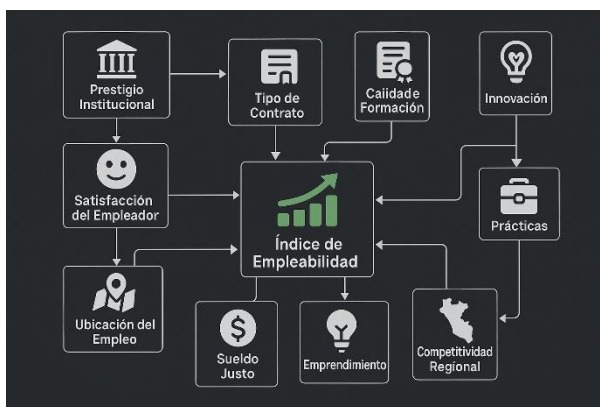 Prestigio
Institucional
Tipo de
Contrato
Caiidade
Formación
Innovación
Satisfacción
del Empleador
Índice de
Empleabilidad
Prácticas
Ubicación del
Empleo
$
Sueldo
Justo
Emprendimiento
Competitividad
Regional